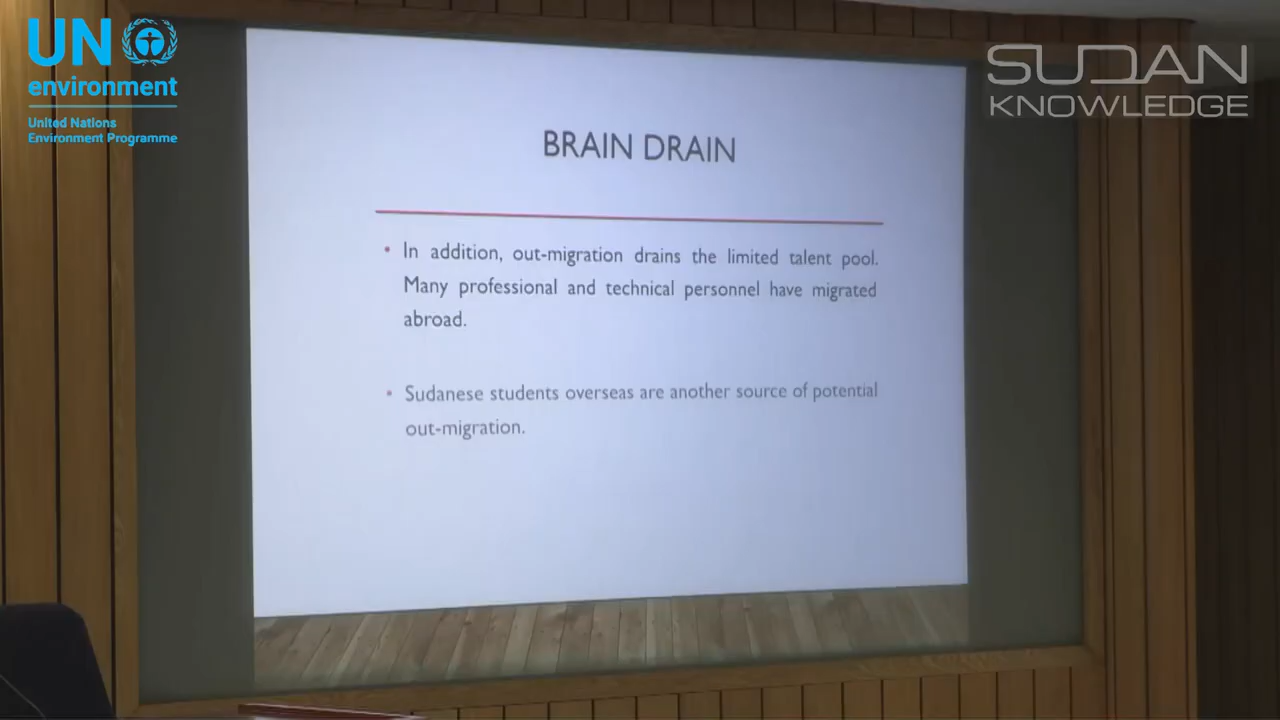 UN
environment
United Nations
Environment Programme
SUDAN
KNOWLEDGE
BRAIN DRAIN
• In addition, out-migration drains the limited talent pool.
Many professional and technical personnel have migrated
abroad.
• Sudanese students overseas are another source of potential
out-migration.